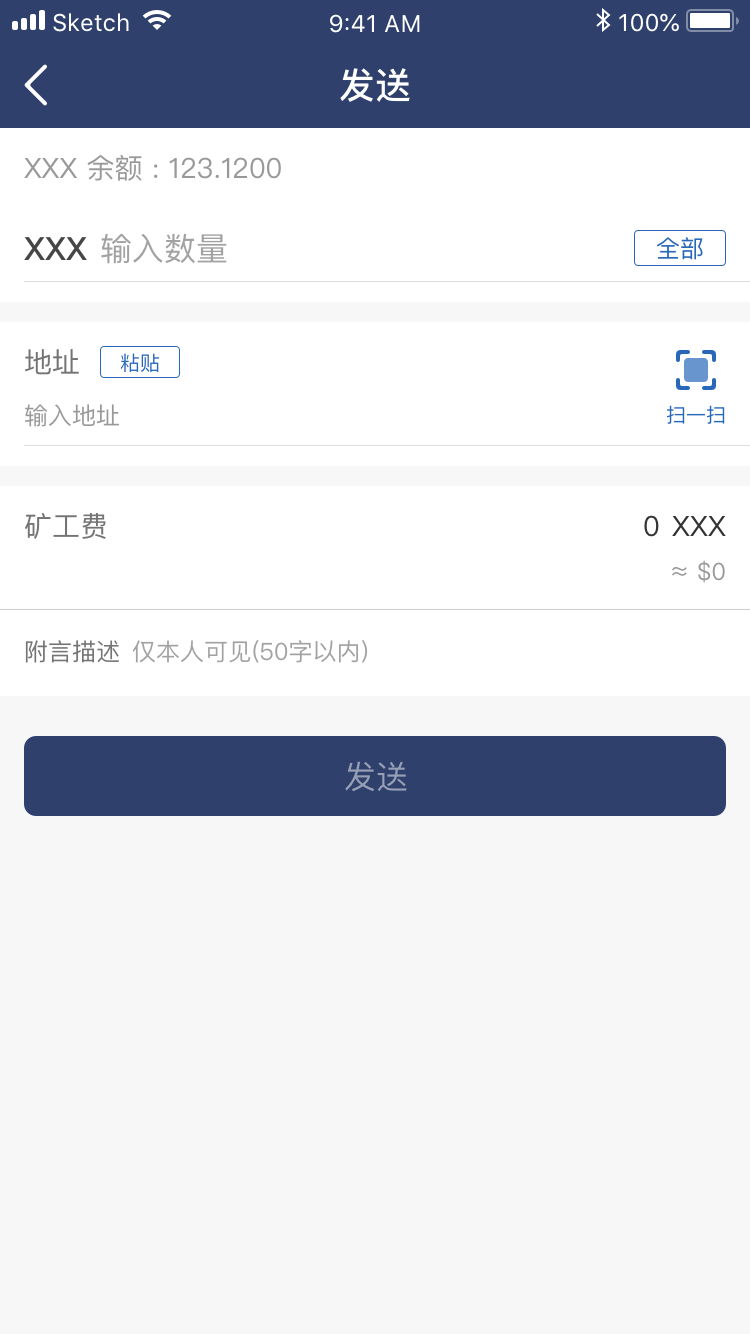 Sketch 9:41 AM 100%
发送
XXX 余额：123.1200
XXX 输入数量 全部
地址 粘贴
输入地址 扫一扫
矿工费 0 XXX
≈ $0
附言描述 仅本人可见(50字以内)
发送